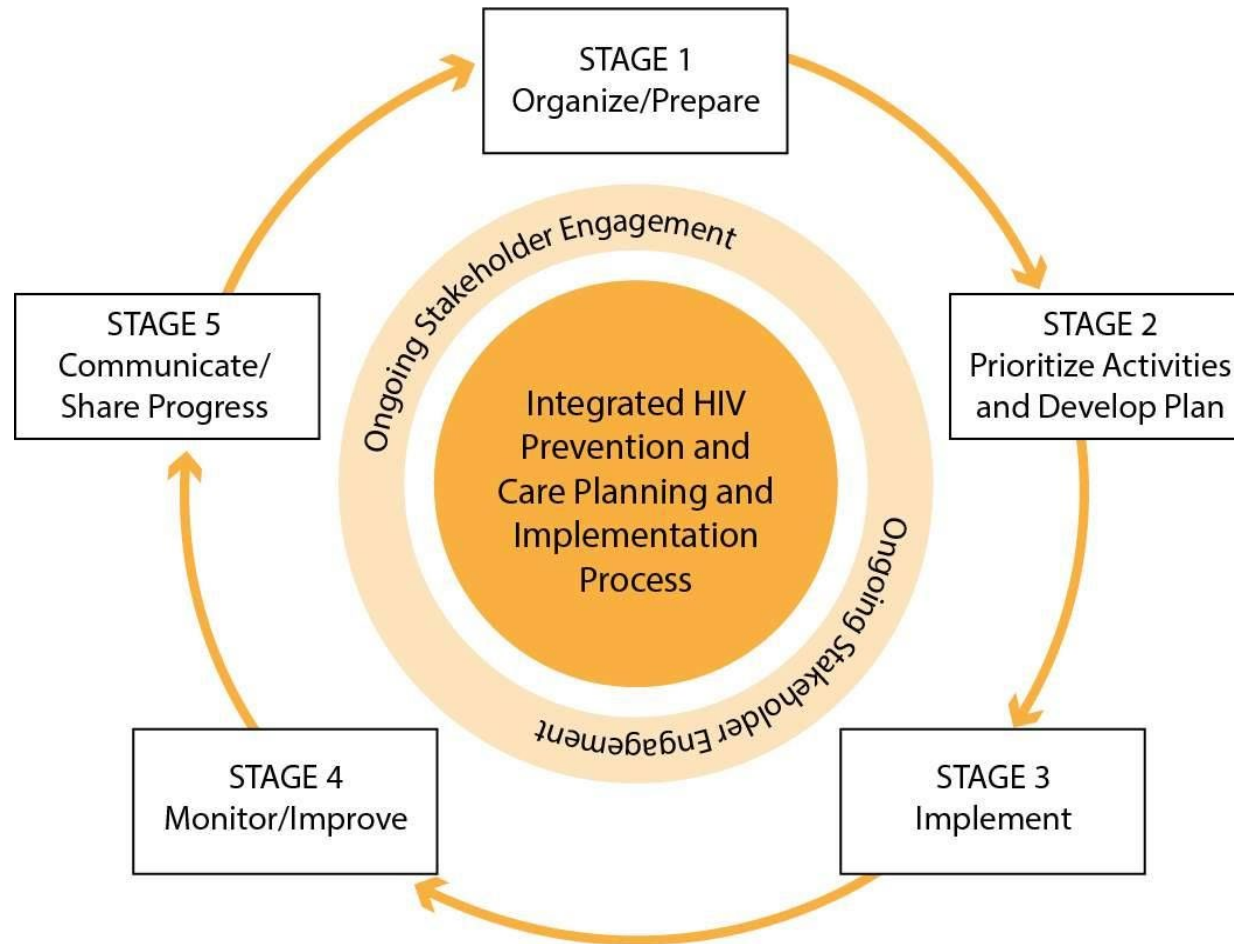 STAGE 1
Organize/Prepare
STAGE 2
Prioritize Activities
and Develop Plan
STAGE 3
Implement
STAGE 4
Monitor/Improve
STAGE 5
Communicate/
Share Progress
Ongoing Stakeholder Engagement
Ongoing Stakeholder Engagement
Integrated HIV
Prevention and
Care Planning and
Implementation
Process